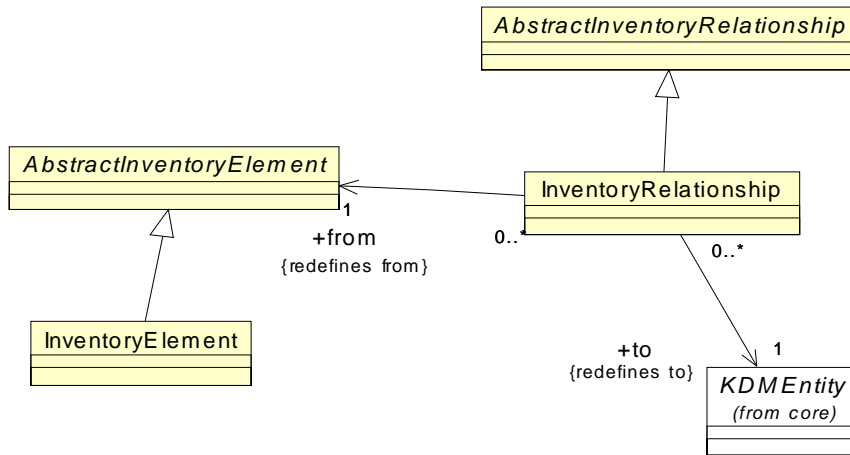 AbstractInventoryRelationship
AbstractInventoryElement
InventoryRelationship
1
+from
{redefines from}
0..*
0..*
InventoryElement
+to
{redefines to}
1
KDMEntity
(from core)